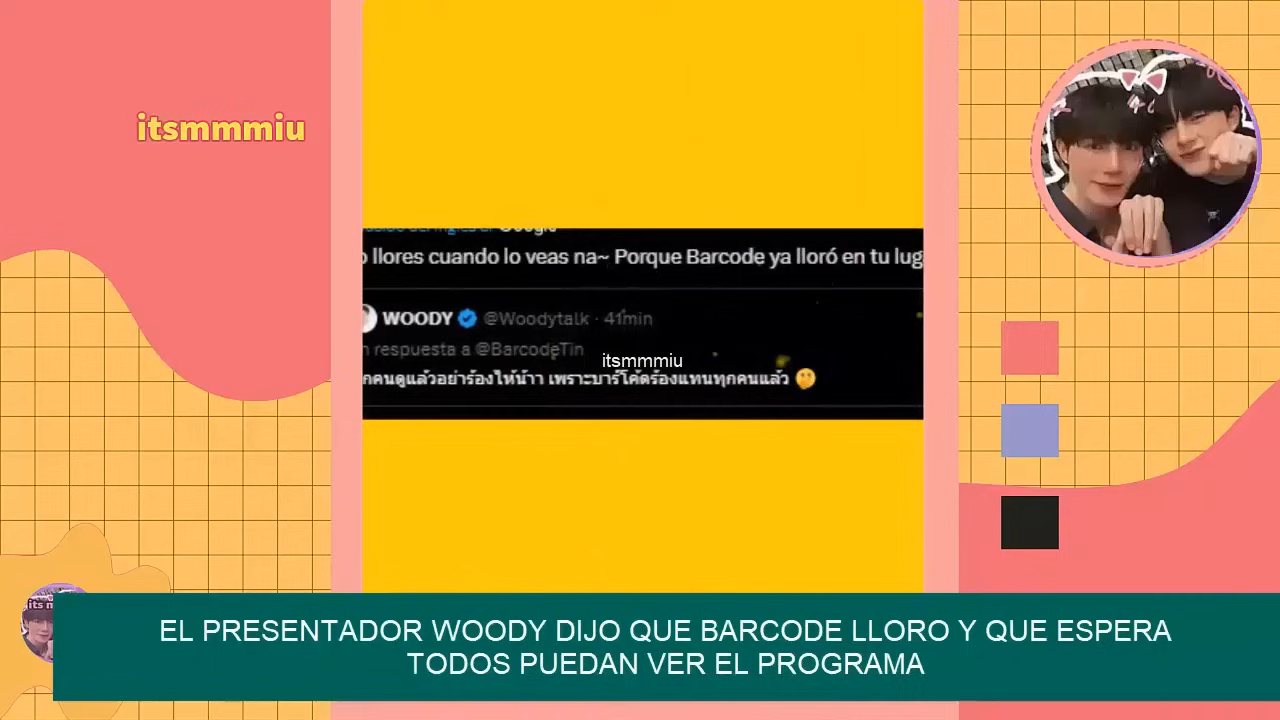 itsmmmiu
llores cuando lo veas na~ Porque Barcode ya lloró en tu lug
WOODY @Woodytalk · 41min
respuesta a @BarcodeTin
itsmmmiu
กคนดูแล้วอย่าร้องไห้น้าา เพราะบาร์โค้ดร้องแทนทุกคนแล้ว 🤫
its m
EL PRESENTADOR WOODY DIJO QUE BARCODE LLORO Y QUE ESPERA
TODOS PUEDAN VER EL PROGRAMA